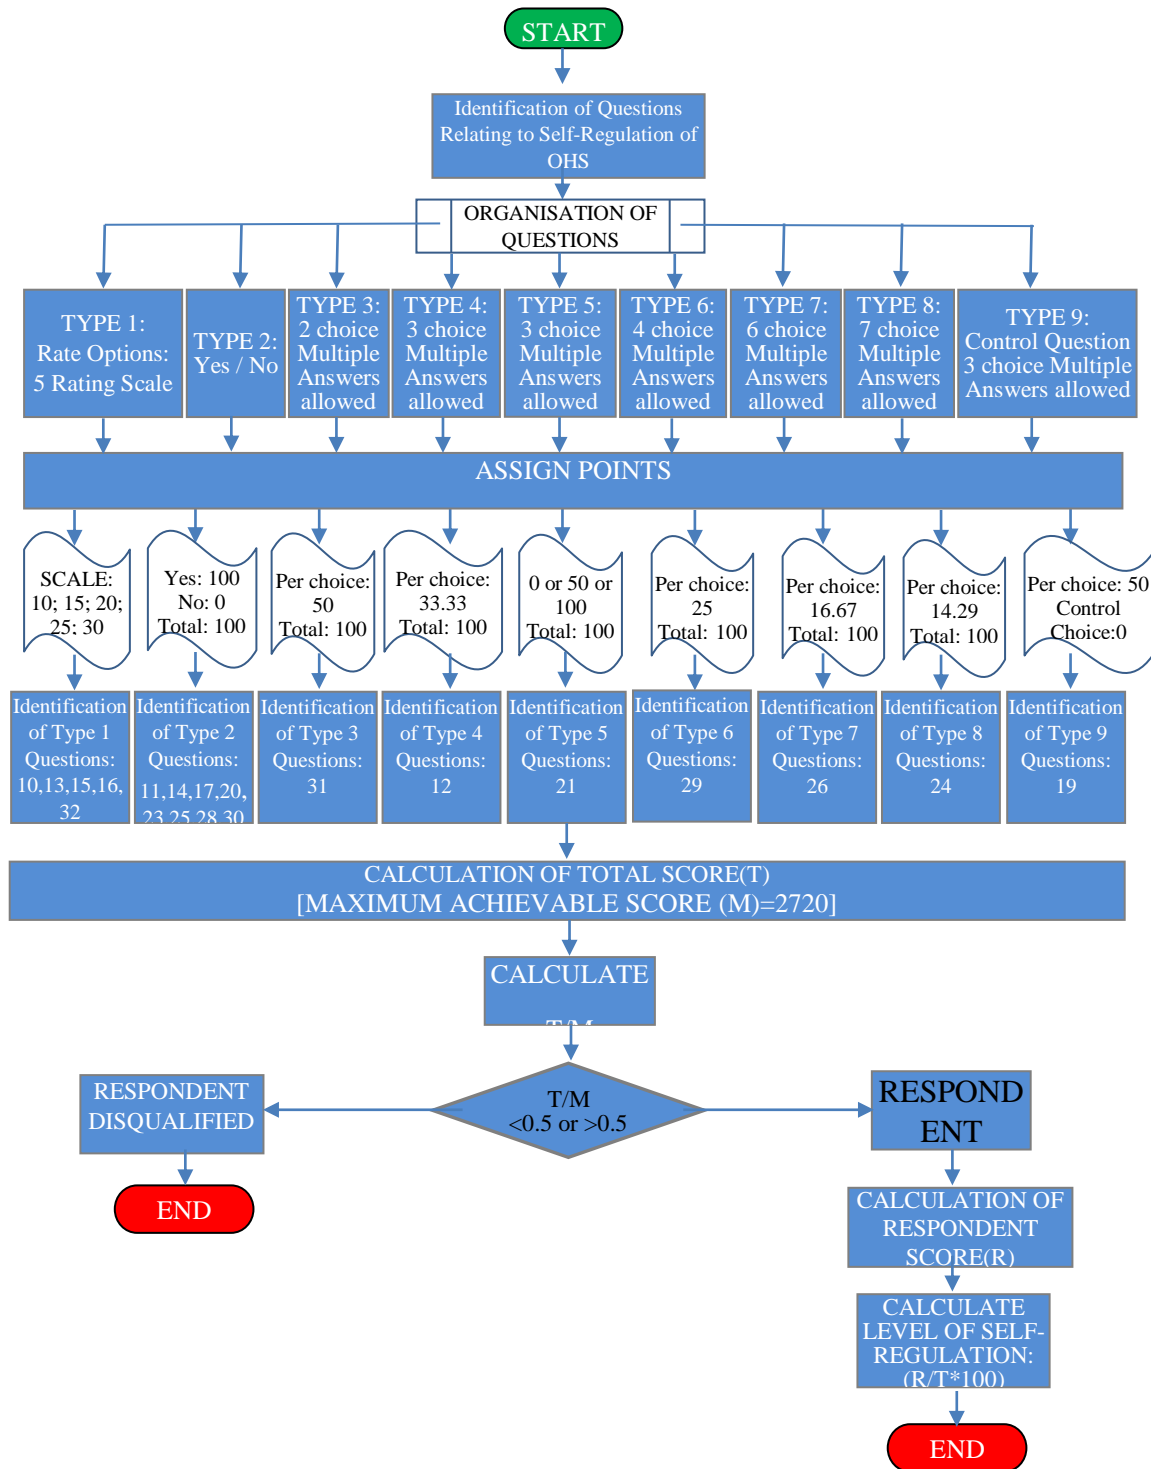 START
Identification of Questions
Relating to Self-Regulation of
OHS
ORGANISATION OF
QUESTIONS
TYPE 1:
Rate Options:
5 Rating Scale
TYPE 2:
Yes / No
TYPE 3:
2 choice
Multiple
Answers
allowed
TYPE 4:
3 choice
Multiple
Answers
allowed
TYPE 5:
3 choice
Multiple
Answers
allowed
TYPE 6:
4 choice
Multiple
Answers
allowed
TYPE 7:
6 choice
Multiple
Answers
allowed
TYPE 8:
7 choice
Multiple
Answers
allowed
TYPE 9:
Control Question
3 choice Multiple
Answers allowed
ASSIGN POINTS
SCALE:
10; 15; 20;
25; 30
Yes: 100
No: 0
Total: 100
Per choice:
50
Total: 100
Per choice:
33.33
Total: 100
0 or 50 or
100
Total: 100
Per choice:
25
Total: 100
Per choice:
16.67
Total: 100
Per choice:
14.29
Total: 100
Per choice: 50
Control
Choice:0
Identification
of Type 1
Questions:
10,13,15,16,
32
Identification
of Type 2
Questions:
11,14,17,20,
23,25,28,30
Identification
of Type 3
Questions:
31
Identification
of Type 4
Questions:
12
Identification
of Type 5
Questions:
21
Identification
of Type 6
Questions:
29
Identification
of Type 7
Questions:
26
Identification
of Type 8
Questions:
24
Identification
of Type 9
Questions:
19
CALCULATION OF TOTAL SCORE(T)
[MAXIMUM ACHIEVABLE SCORE (M)=2720]
CALCULATE
T/M
T/M
<0.5 or >0.5
RESPONDENT
DISQUALIFIED
END
RESPOND
ENT
CALCULATION OF
RESPONDENT
SCORE(R)
CALCULATE
LEVEL OF SELF-
REGULATION:
(R/T*100)
END